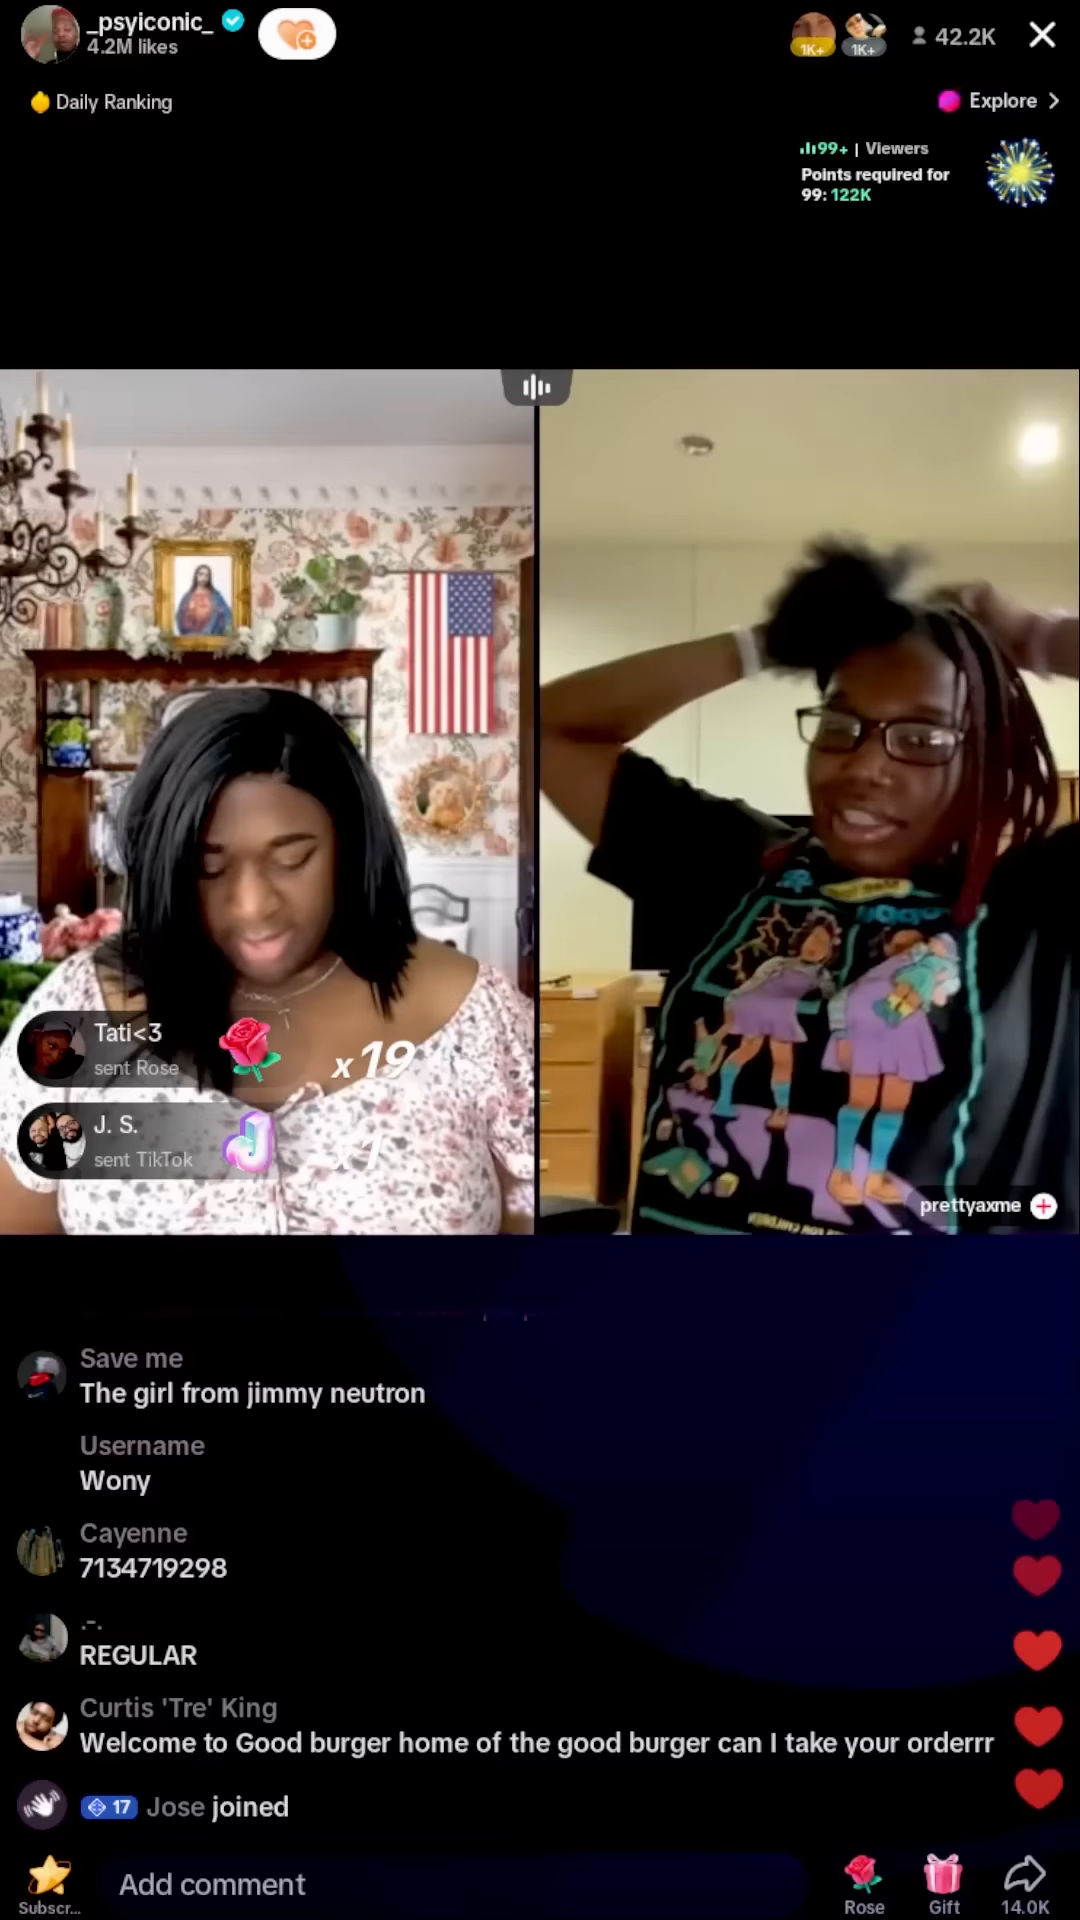 _psyiconic_
4.2M likes
1K+
1K+
42.2K
Daily Ranking
Explore
99+ | Viewers
Points required for
99: 122K
Tati<3
sent Rose
x19
J. S.
sent TikTok
x1
prettyaxme
Save me
The girl from jimmy neutron
Username
Wony
Cayenne
7134719298
.-.
REGULAR
Curtis 'Tre' King
Welcome to Good burger home of the good burger can I take your orderrr
17 Jose joined
Subscr...
Add comment
Rose
Gift
14.0K